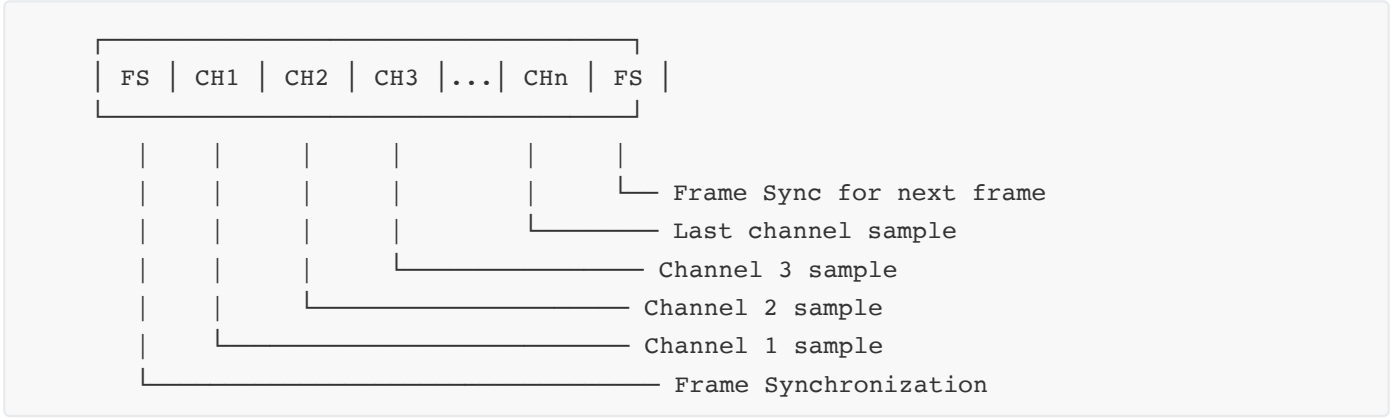 FS │ CH1 │ CH2 │ CH3 │...│ CHn │ FS
Frame Sync for next frame
Last channel sample
Channel 3 sample
Channel 2 sample
Channel 1 sample
Frame Synchronization